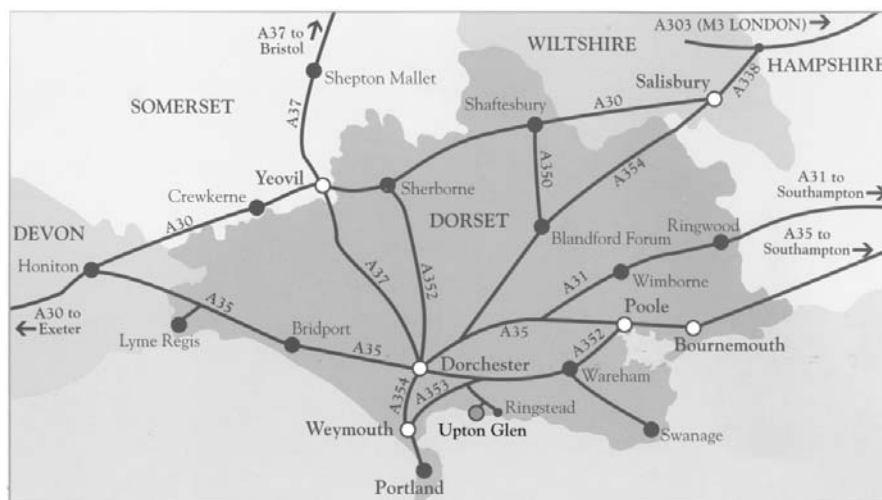 A303 (M3 LONDON)
A37 to
Bristol
WILTSHIRE
HAMPSHIRE
Shepton Mallet
Salisbury
A338
SOMERSET
Shaftesbury
A30
A37
A350
A354
A31 to
Southampton
Yeovil
Sherborne
Crewkerne
DORSET
Ringwood
A30
DEVON
Blandford Forum
A35 to
Southampton
Honiton
A37
A352
A31
Wimborne
A35
Poole
A30 to
Exeter
Lyme Regis
Bridport
A35
A352
Bournemouth
A35
Dorchester
Wareham
A354
A353
Ringstead
Weymouth
Upton Glen
Swanage
Portland